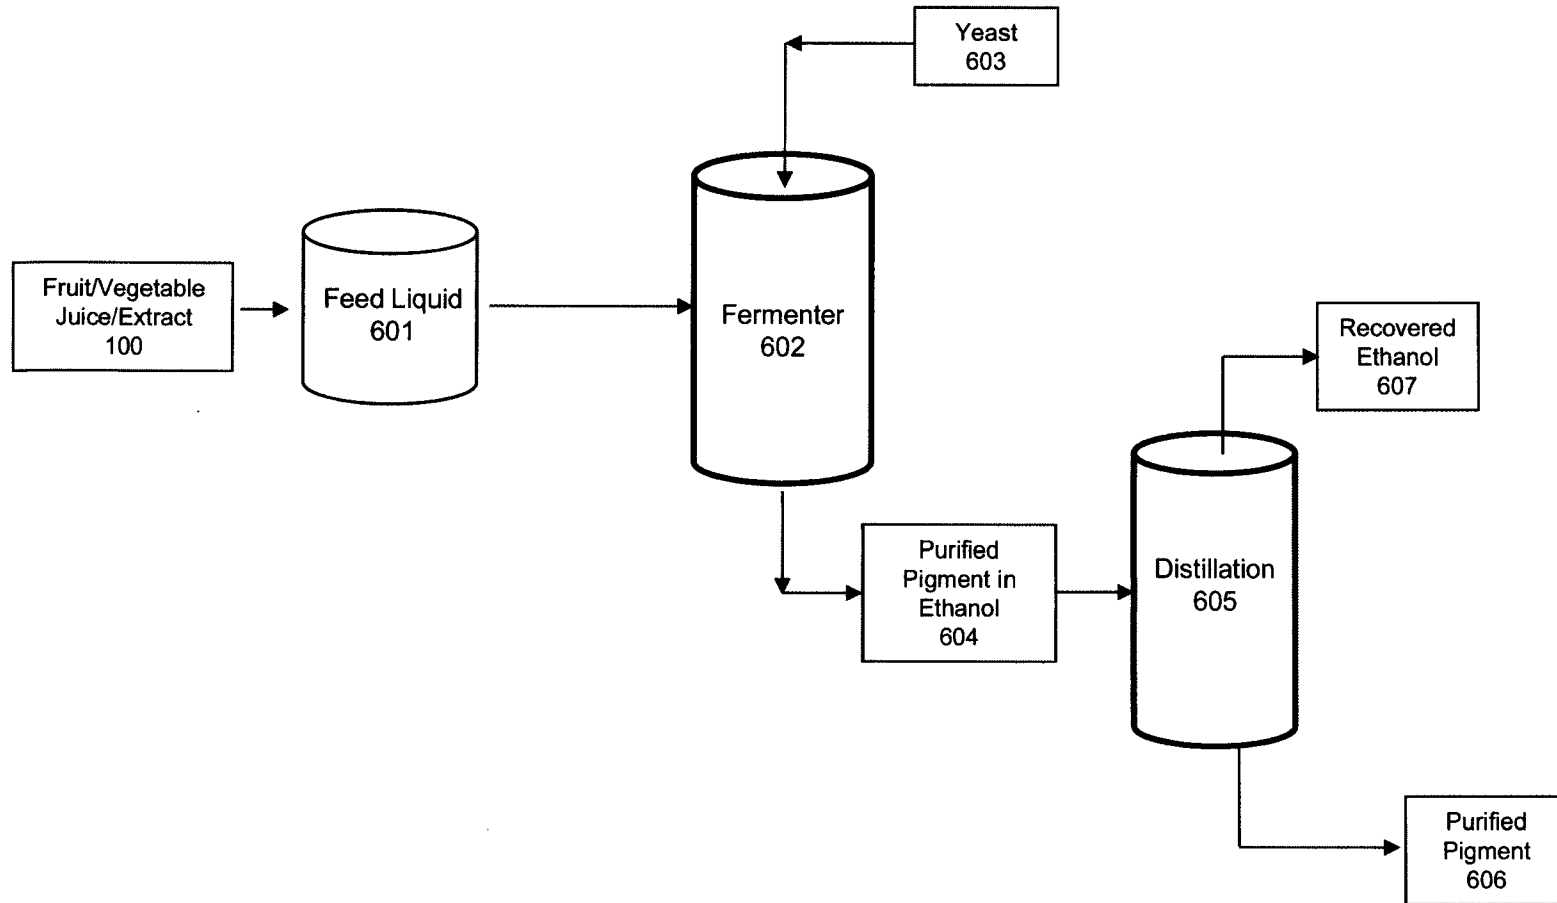 Yeast
603
Fruit/Vegetable
Juice/Extract
100
Feed Liquid
601
Fermenter
602
Recovered
Ethanol
607
Purified
Pigment in
Ethanol
604
Distillation
605
Purified
Pigment
606